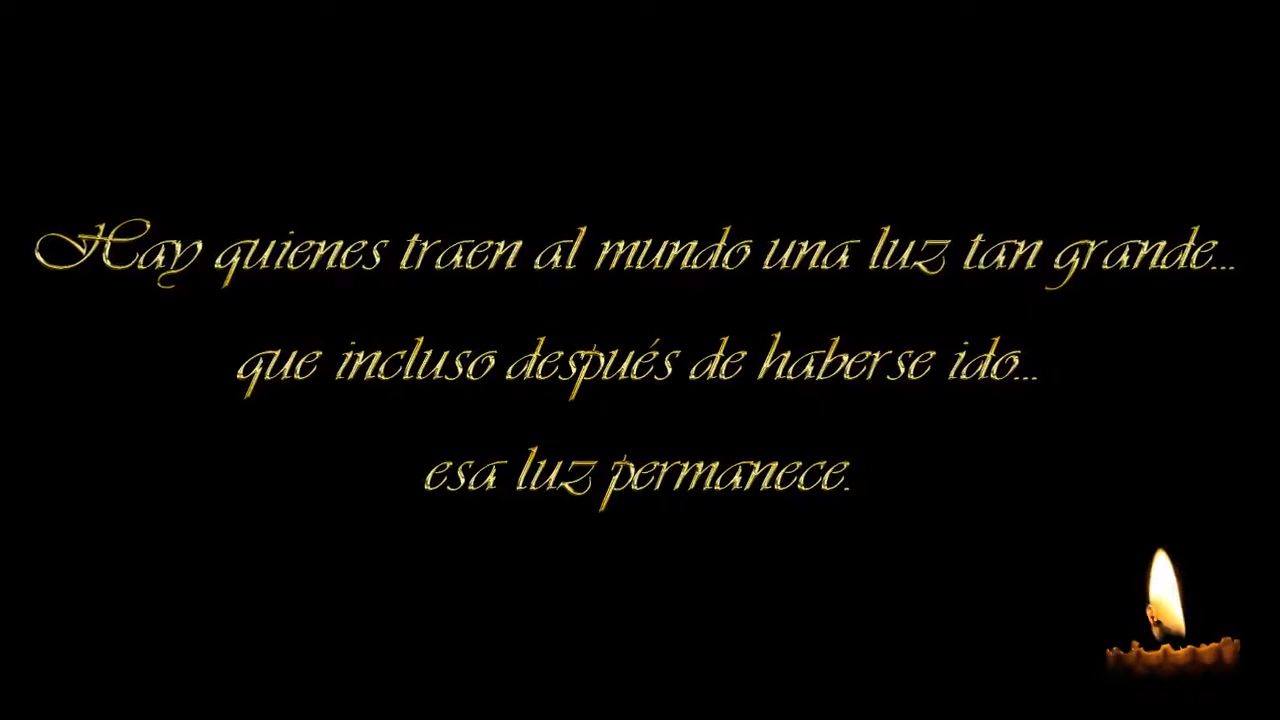 Hay quienes traen al mundo una luz tan grande...
que incluso después de haberse ido...
esa luz permanece.